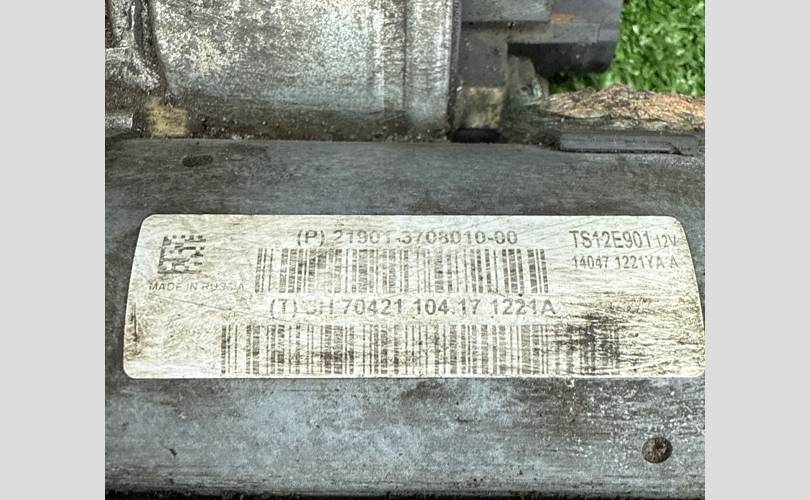 (P) 21901-3708010-00
TS12E901 12V
14047 1221YA A
MADE IN RUSSIA
(T) SH 70421 104.17 1221A